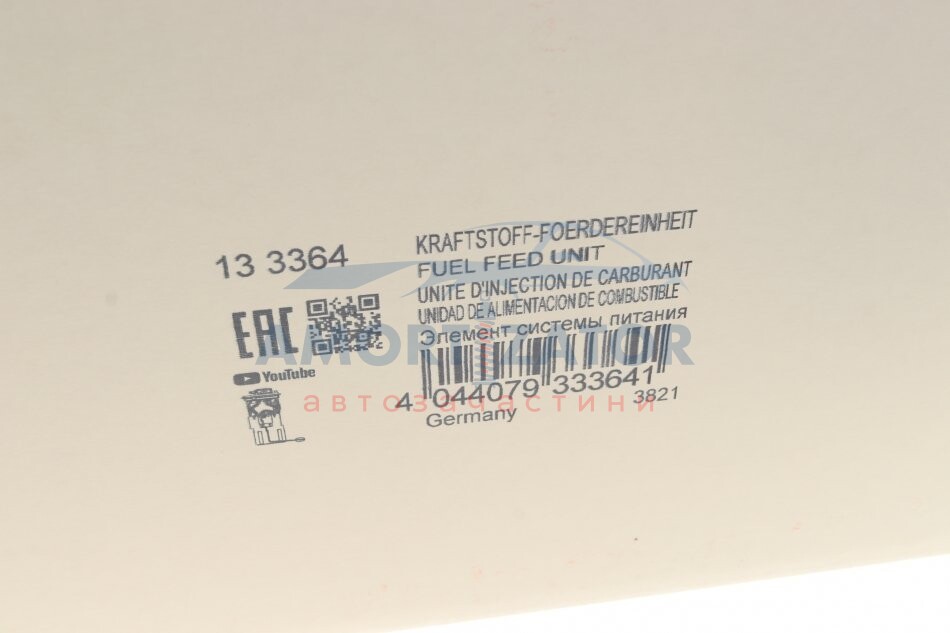 13 3364
KRAFTSTOFF-FOERDEREINHEIT
FUEL FEED UNIT
UNITE D'INJECTION DE CARBURANT
UNIDAD DE ALIMENTACION DE COMBUSTIBLE
Элемент системы питания
EAC
AMORTIZATOR
YouTube
4 044079 333641
автозапчастини
3821
Germany